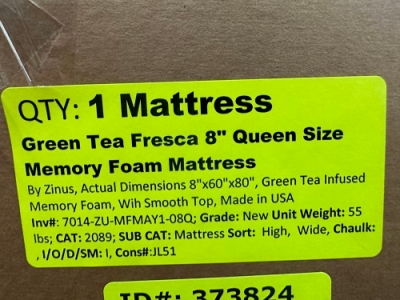 QTY: 1 Mattress
Green Tea Fresca 8" Queen Size
Memory Foam Mattress
By Zinus, Actual Dimensions 8"x60"x80", Green Tea Infused
Memory Foam, Wih Smooth Top, Made in USA
Inv#: 7014-ZU-MFMAY1-08Q; Grade: New Unit Weight: 55
lbs; CAT: 2089; SUB CAT: Mattress Sort: High, Wide, Chaulk:
, I/O/D/SM: I, Cons#:JL51
ID#: 373824